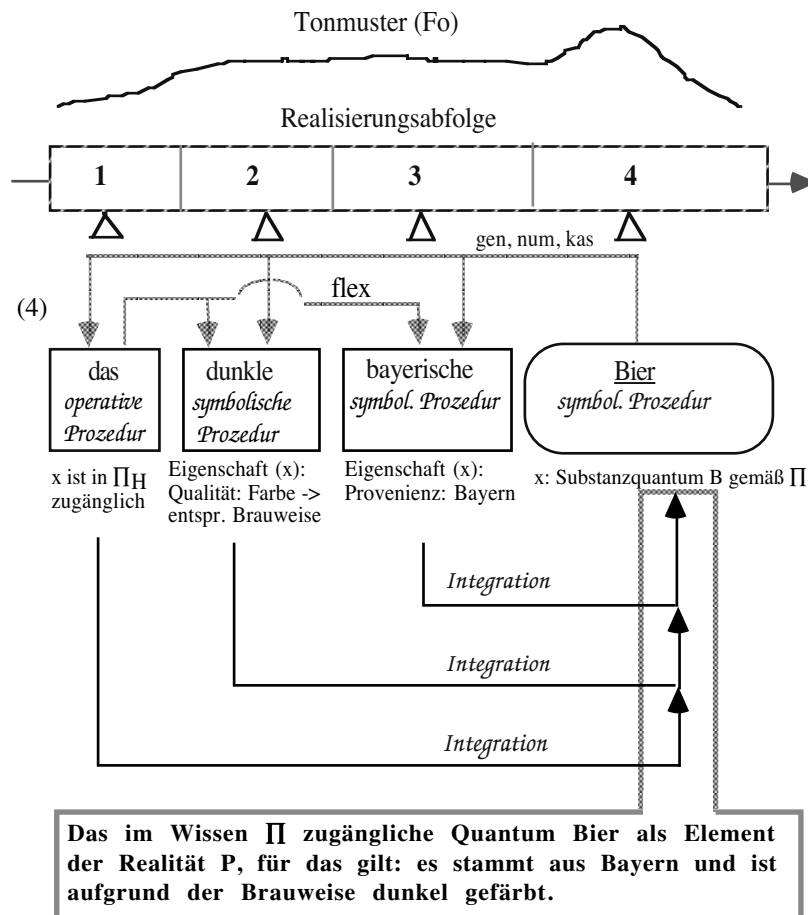 Tonmuster (Fo)
Realisierungsabfolge
1 2 3 4
gen, num, kas
(4)
flex
das
operative
Prozedur
dunkle
symbolische
Prozedur
bayerische
symbol. Prozedur
Bier
symbol. Prozedur
x ist in ΠH
zugänglich
Eigenschaft (x):
Qualität: Farbe ->
entspr. Brauweise
Eigenschaft (x):
Provenienz: Bayern
x: Substanzquantum B gemäß Π
Integration
Integration
Integration
Das im Wissen Π zugängliche Quantum Bier als Element
der Realität P, für das gilt: es stammt aus Bayern und ist
aufgrund der Brauweise dunkel gefärbt.